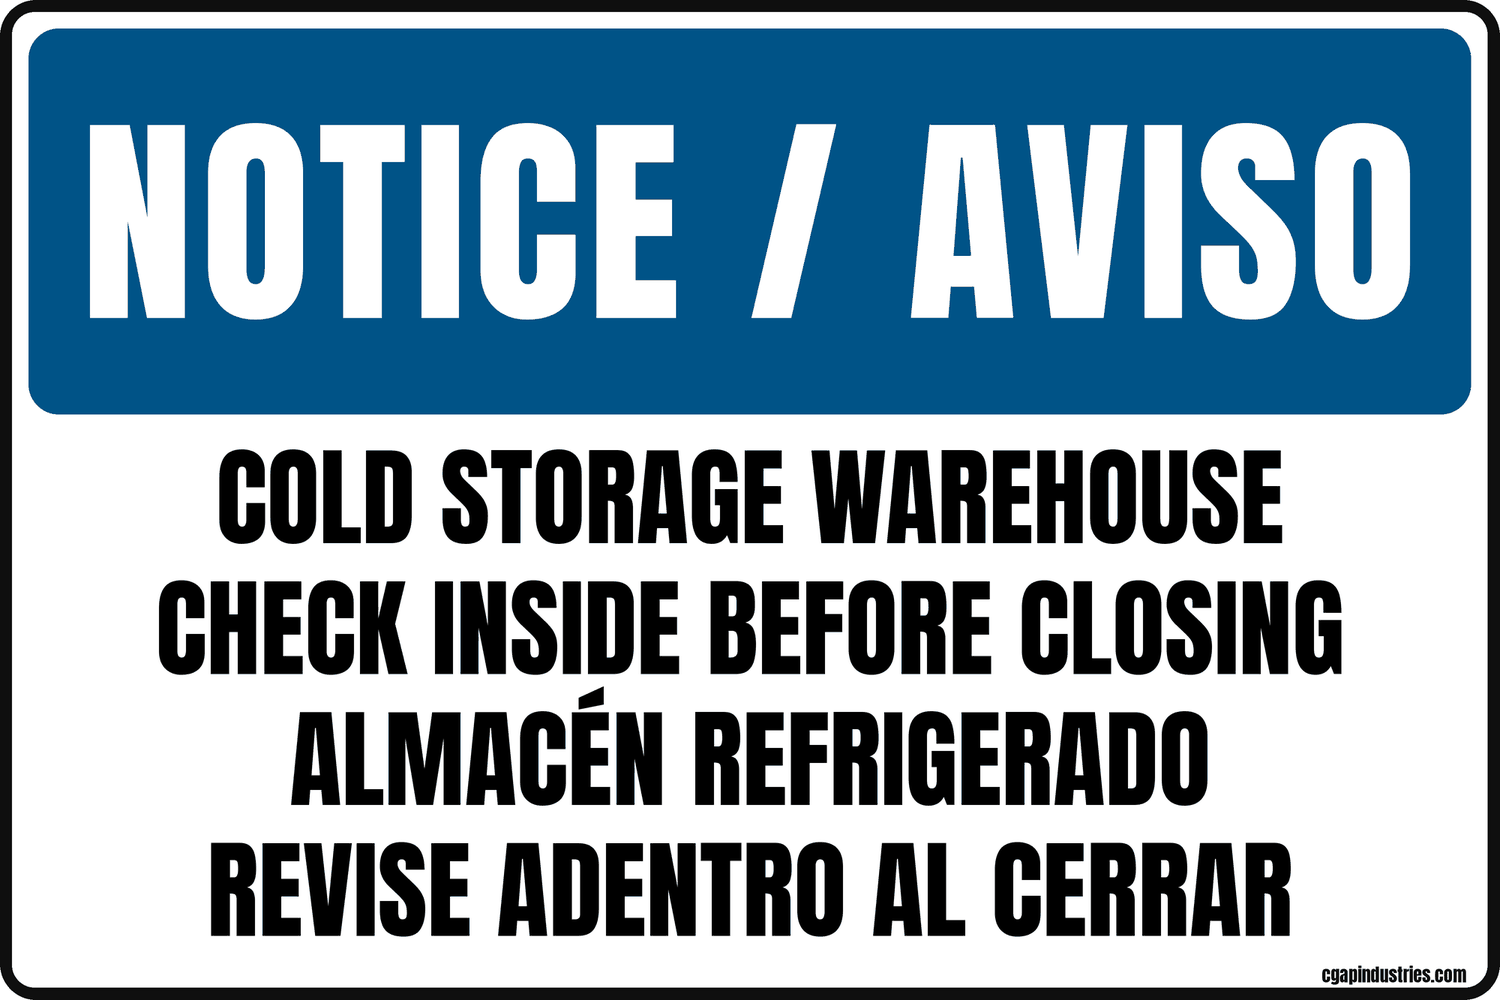 NOTICE / AVISO
COLD STORAGE WAREHOUSE
CHECK INSIDE BEFORE CLOSING
ALMACÉN REFRIGERADO
REVISE ADENTRO AL CERRAR
cgapindustries.com